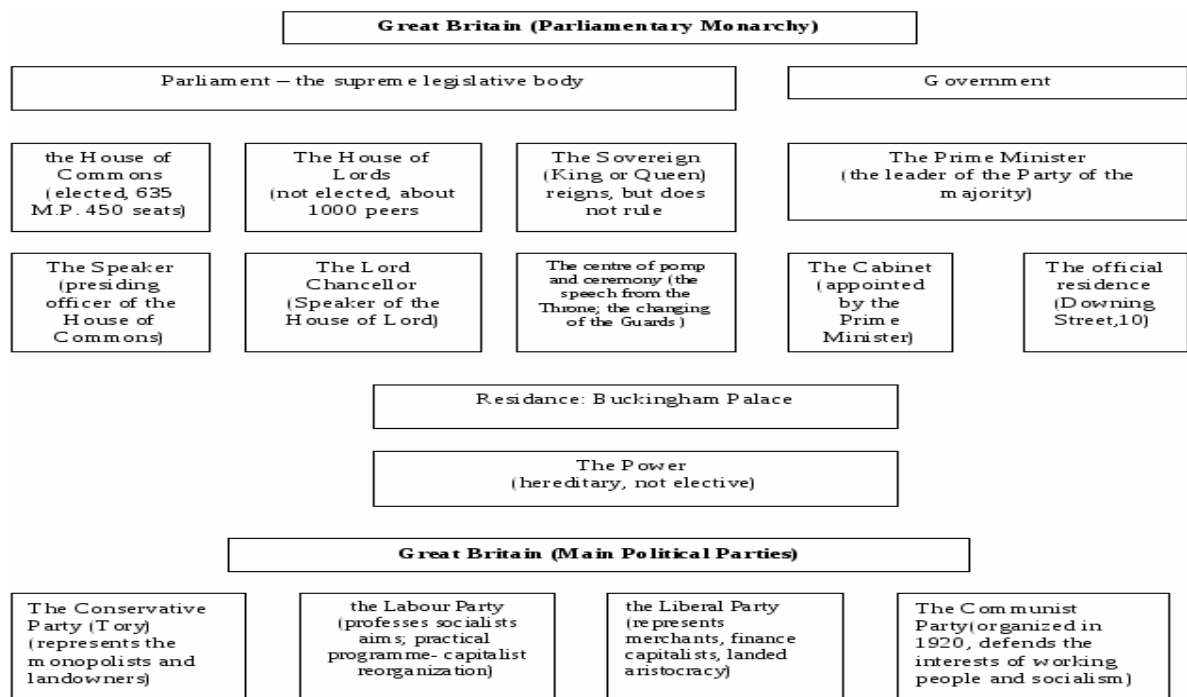 Great Britain (Parliamentary Monarchy)
Parliament – the supreme legislative body
Government
the House of
Commons
(elected, 635
M.P. 450 seats)
The House of
Lords
(not elected, about
1000 peers
The Sovereign
(King or Queen)
reigns, but does
not rule
The Prime Minister
(the leader of the Party of the
majority)
The Speaker
(presiding
officer of the
House of
Commons)
The Lord
Chancellor
(Speaker of the
House of Lord)
The centre of pomp
and ceremony (the
speech from the
Throne; the changing
of the Guards)
The Cabinet
(appointed
by the
Prime
Minister)
The official
residence
(Downing
Street,10)
Residance: Buckingham Palace
The Power
(hereditary, not elective)
Great Britain (Main Political Parties)
The Conservative
Party (Tory)
(represents the
monopolists and
landowners)
the Labour Party
(professes socialists
aims; practical
programme- capitalist
reorganization)
the Liberal Party
(represents
merchants, finance
capitalists, landed
aristocracy)
The Communist
Party(organized in
1920, defends the
interests of working
people and socialism)